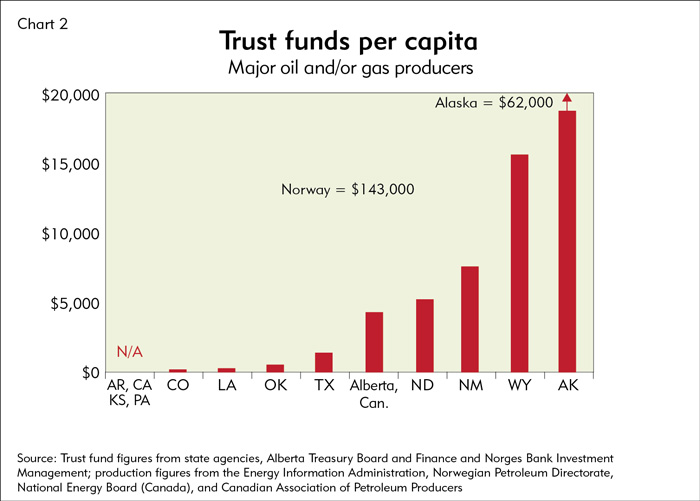 Chart 2
Trust funds per capita
Major oil and/or gas producers
$20,000
Alaska = $62,000
$15,000
Norway = $143,000
$10,000
$5,000
N/A
$0
AR, CA CO LA OK TX Alberta, ND NM WY AK
KS, PA Can.
Source: Trust fund figures from state agencies, Alberta Treasury Board and Finance and Norges Bank Investment
Management; production figures from the Energy Information Administration, Norwegian Petroleum Directorate,
National Energy Board (Canada), and Canadian Association of Petroleum Producers